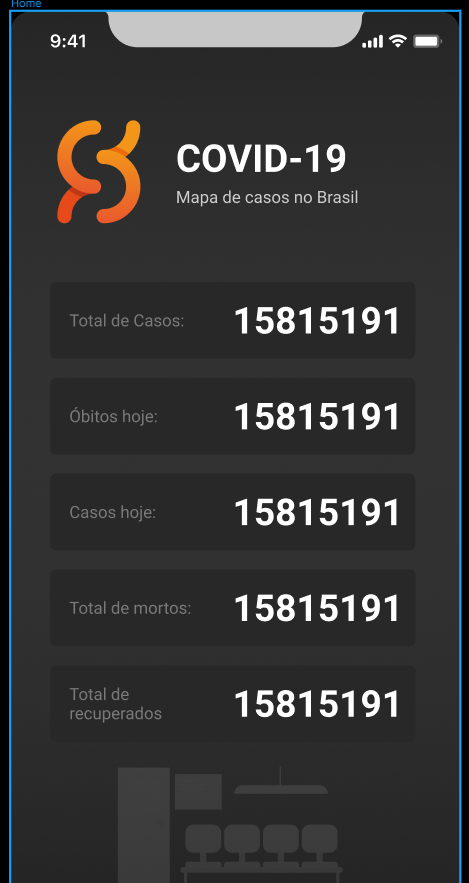 Home
9:41
COVID-19
Mapa de casos no Brasil
Total de Casos: 15815191
Óbitos hoje: 15815191
Casos hoje: 15815191
Total de mortos: 15815191
Total de
recuperados 15815191